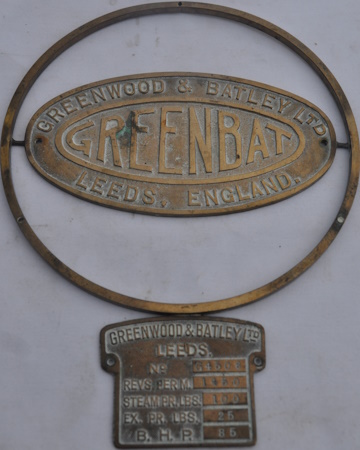 GREENWOOD & BATLEY LTD
GREENBAT
LEEDS, ENGLAND.
GREENWOOD & BATLEY LTD
LEEDS.
No
REVS. PER M.
STEAM PR. LBS.
EX. PR. LBS. 25
B. H. P. 85